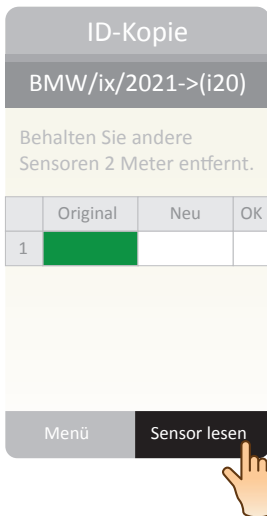 ID-Kopie
BMW/ix/2021->(i20)
Behalten Sie andere
Sensoren 2 Meter entfernt.
Original Neu OK
1
Menü Sensor lesen